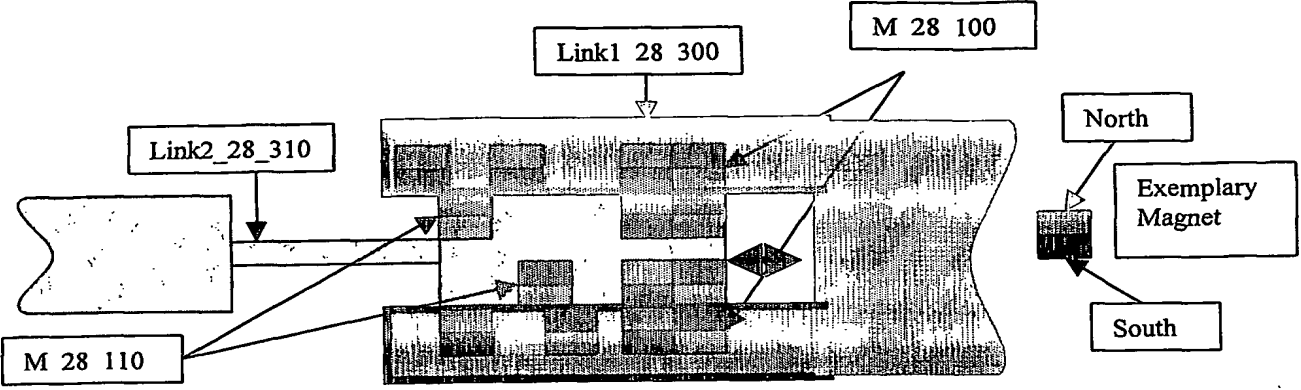 M 28 100
Link1 28 300
North
Link2_28_310
Exemplary
Magnet
South
M 28 110